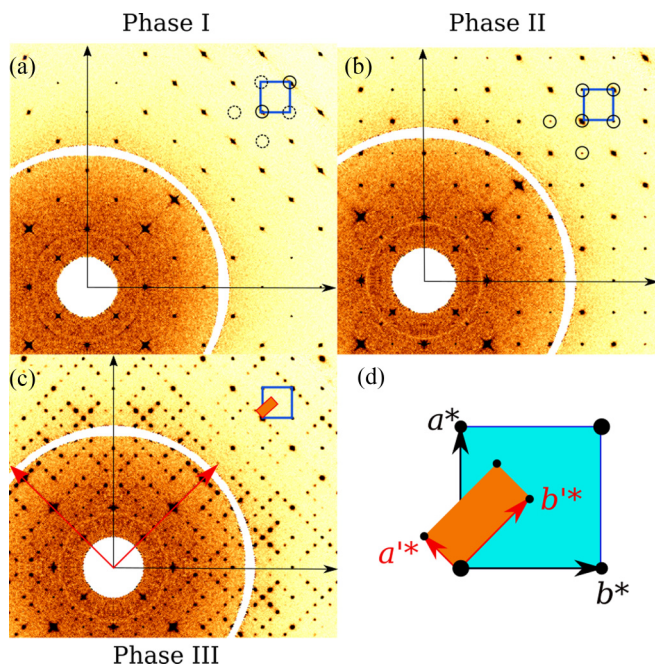 Phase I
Phase II
(a)
(b)
(c)
(d)
a*
b'*
a'*
b*
Phase III